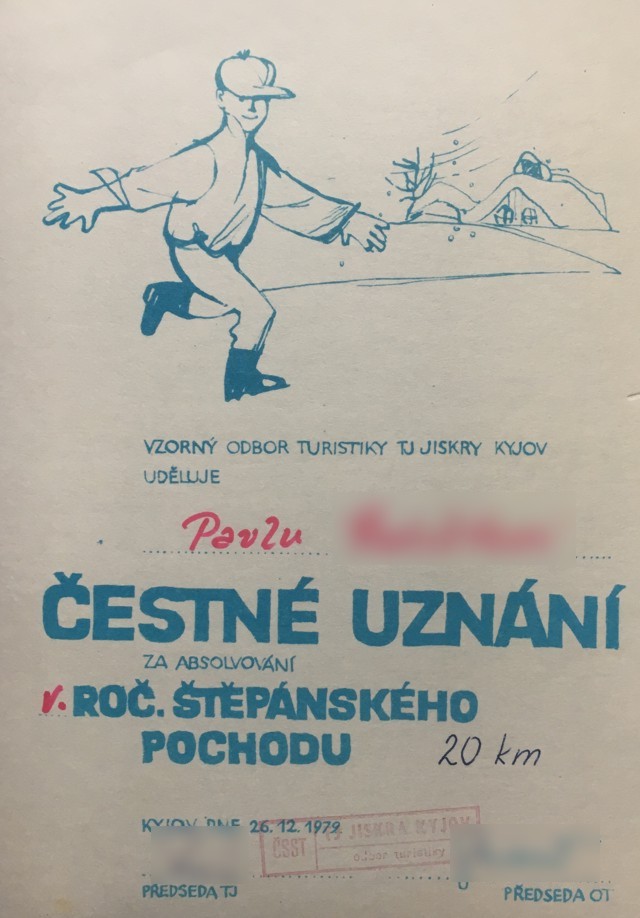 VZORNÝ ODBOR TURISTIKY TJ JISKRY KYJOV
UDĚLUJE
Pavlu
ČESTNÉ UZNÁNÍ
ZA ABSOLVOVÁNÍ
V. ROČ. ŠTĚPÁNSKÉHO
POCHODU 20 km
KYJOV DNE 26.12.1979
TJ JISKRA KYJOV
ČSST
odbor turistiky
PŘEDSEDA TJ
PŘEDSEDA OT